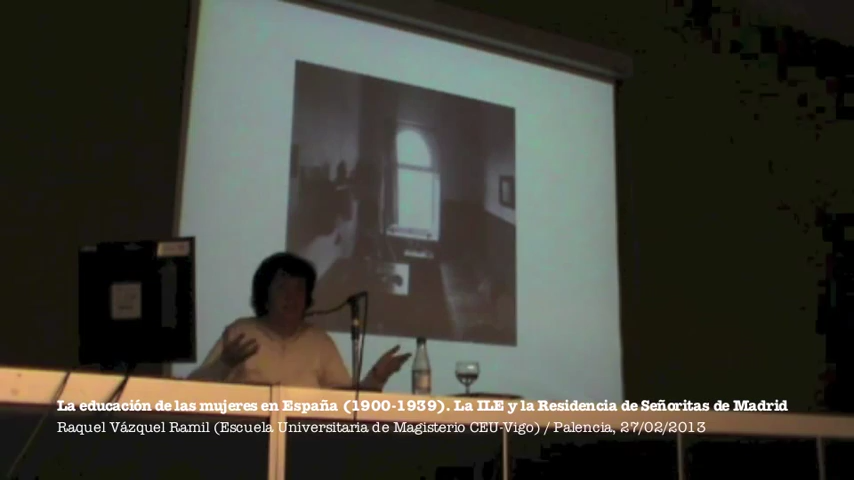 La educación de las mujeres en España (1900-1939). La ILE y la Residencia de Señoritas de Madrid
Raquel Vázquel Ramil (Escuela Universitaria de Magisterio CEU-Vigo) / Palencia, 27/02/2013